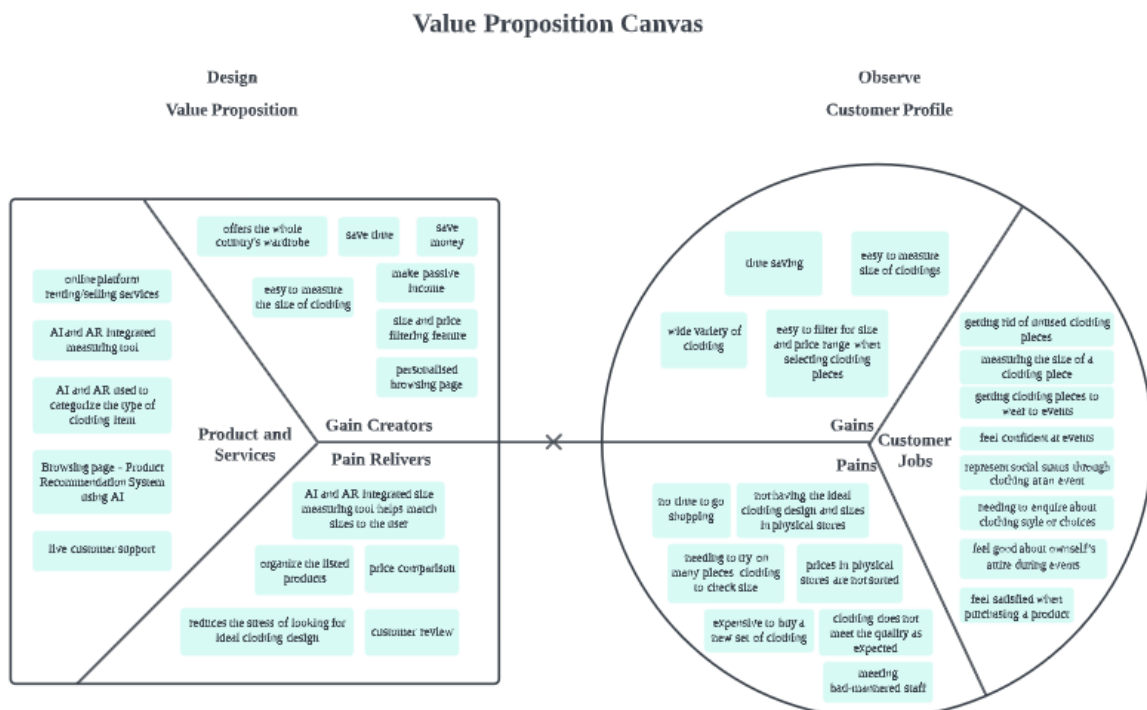 Value Proposition Canvas
Design
Value Proposition
Observe
Customer Profile
online platform
renting/selling services
AI and AR integrated
measuring tool
AI and AR used to
categorize the type of
clothing item
Browsing page - Product
Recommendation System
using AI
live customer support
Product and
Services
offers the whole
country's wardrobe
save time
save
money
easy to measure
the size of clothing
make passive
income
size and price
filtering feature
personalised
browsing page
Gain Creators
Pain Relivers
AI and AR integrated size
measuring tool helps match
sizes to the user
organize the listed
products
price comparison
reduces the stress of looking for
ideal clothing design
customer review
time saving
easy to measure
size of clothings
wide variety of
clothing
easy to filter for size
and price range when
selecting clothing
pieces
Gains
Pains
no time to go
shopping
not having the ideal
clothing design and sizes
in physical stores
needing to try on
many pieces clothing
to check size
prices in physical
stores are not sorted
expensive to buy a
new set of clothing
clothing does not
meet the quality as
expected
meeting
bad-mannered staff
Customer
Jobs
getting rid of unused clothing
pieces
measuring the size of a
clothing piece
getting clothing pieces to
wear to events
feel confident at events
represent social status through
clothing at an event
needing to enquire about
clothing style or choices
feel good about ownself's
attire during events
feel satisfied when
purchasing a product